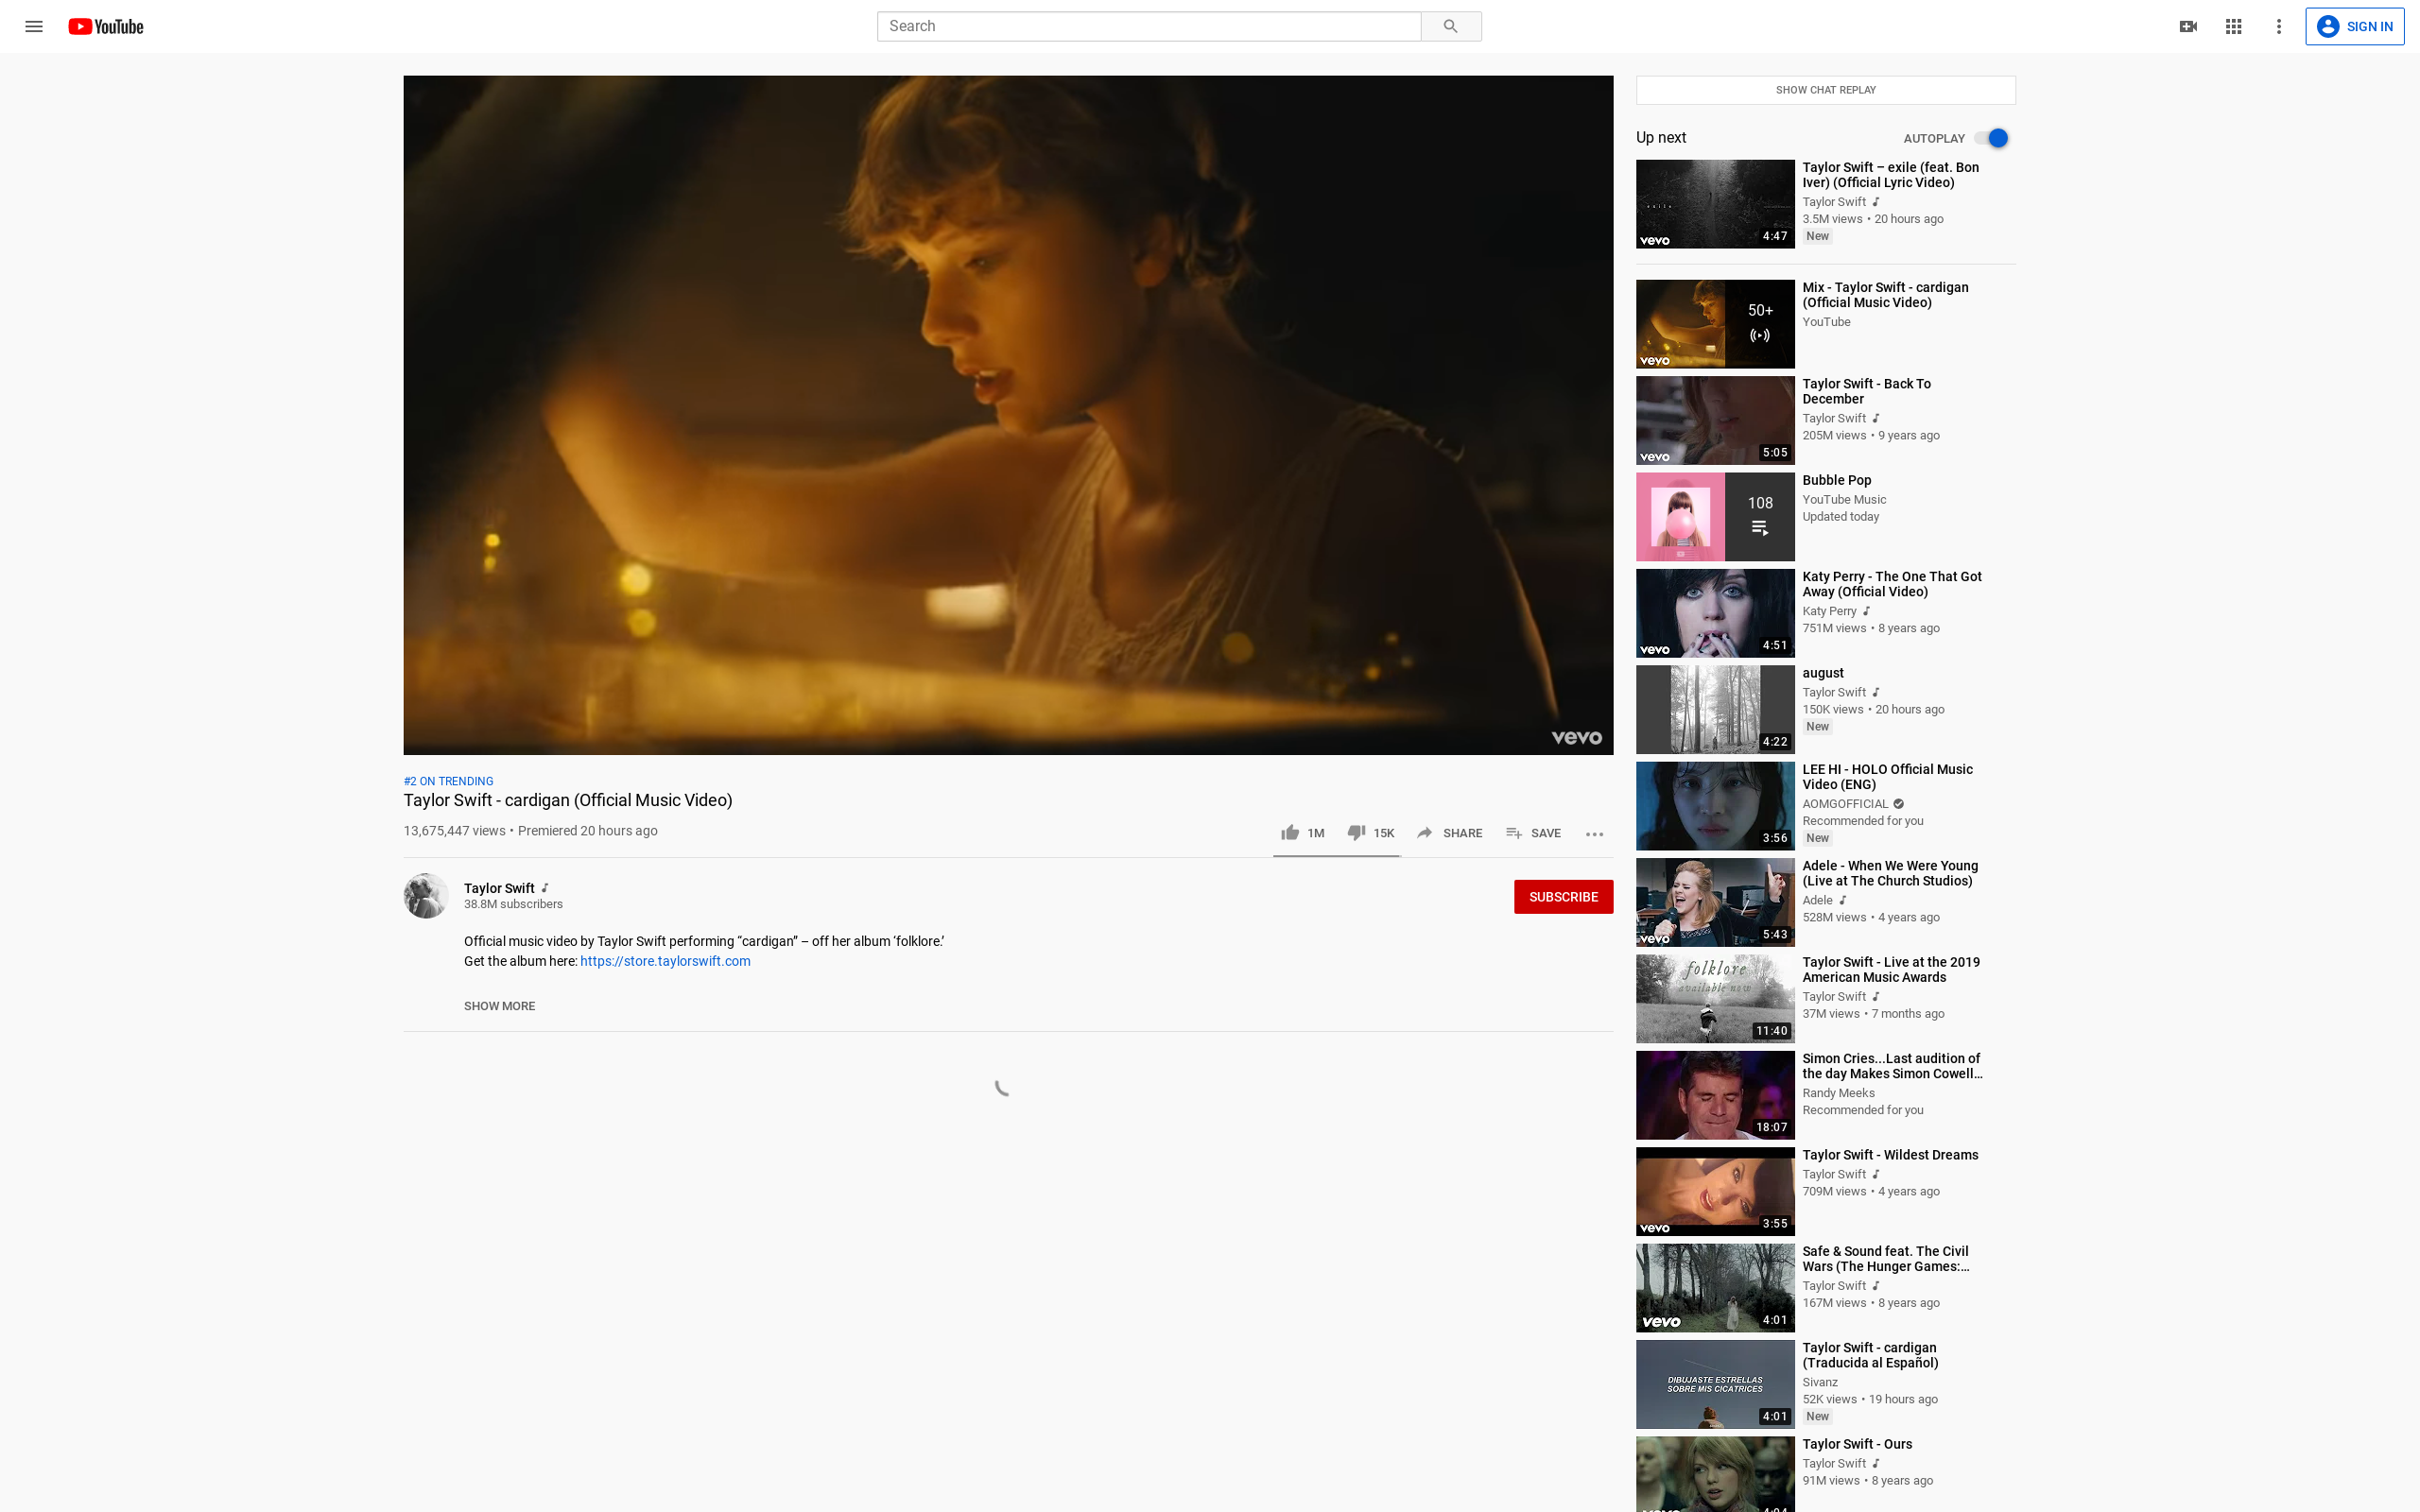 YouTube
Search
SIGN IN
vevo
#2 ON TRENDING
Taylor Swift - cardigan (Official Music Video)
13,675,447 views • Premiered 20 hours ago
1M
15K
SHARE
SAVE
Taylor Swift
38.8M subscribers
SUBSCRIBE
Official music video by Taylor Swift performing “cardigan” – off her album ‘folklore.’
Get the album here: https://store.taylorswift.com
SHOW MORE
SHOW CHAT REPLAY
Up next
AUTOPLAY
vevo
4:47
Taylor Swift – exile (feat. Bon
Iver) (Official Lyric Video)
Taylor Swift
3.5M views • 20 hours ago
New
50+
vevo
Mix - Taylor Swift - cardigan
(Official Music Video)
YouTube
vevo
5:05
Taylor Swift - Back To
December
Taylor Swift
205M views • 9 years ago
108
Bubble Pop
YouTube Music
Updated today
vevo
4:51
Katy Perry - The One That Got
Away (Official Video)
Katy Perry
751M views • 8 years ago
4:22
august
Taylor Swift
150K views • 20 hours ago
New
3:56
LEE HI - HOLO Official Music
Video (ENG)
AOMGOFFICIAL
Recommended for you
New
vevo
5:43
Adele - When We Were Young
(Live at The Church Studios)
Adele
528M views • 4 years ago
folklore
available now
11:40
Taylor Swift - Live at the 2019
American Music Awards
Taylor Swift
37M views • 7 months ago
18:07
Simon Cries...Last audition of
the day Makes Simon Cowell...
Randy Meeks
Recommended for you
vevo
3:55
Taylor Swift - Wildest Dreams
Taylor Swift
709M views • 4 years ago
vevo
4:01
Safe & Sound feat. The Civil
Wars (The Hunger Games:...
Taylor Swift
167M views • 8 years ago
DIBUJASTE ESTRELLAS
SOBRE MIS CICATRICES
4:01
Taylor Swift - cardigan
(Traducida al Español)
Sivanz
52K views • 19 hours ago
New
Taylor Swift - Ours
Taylor Swift
91M views • 8 years ago